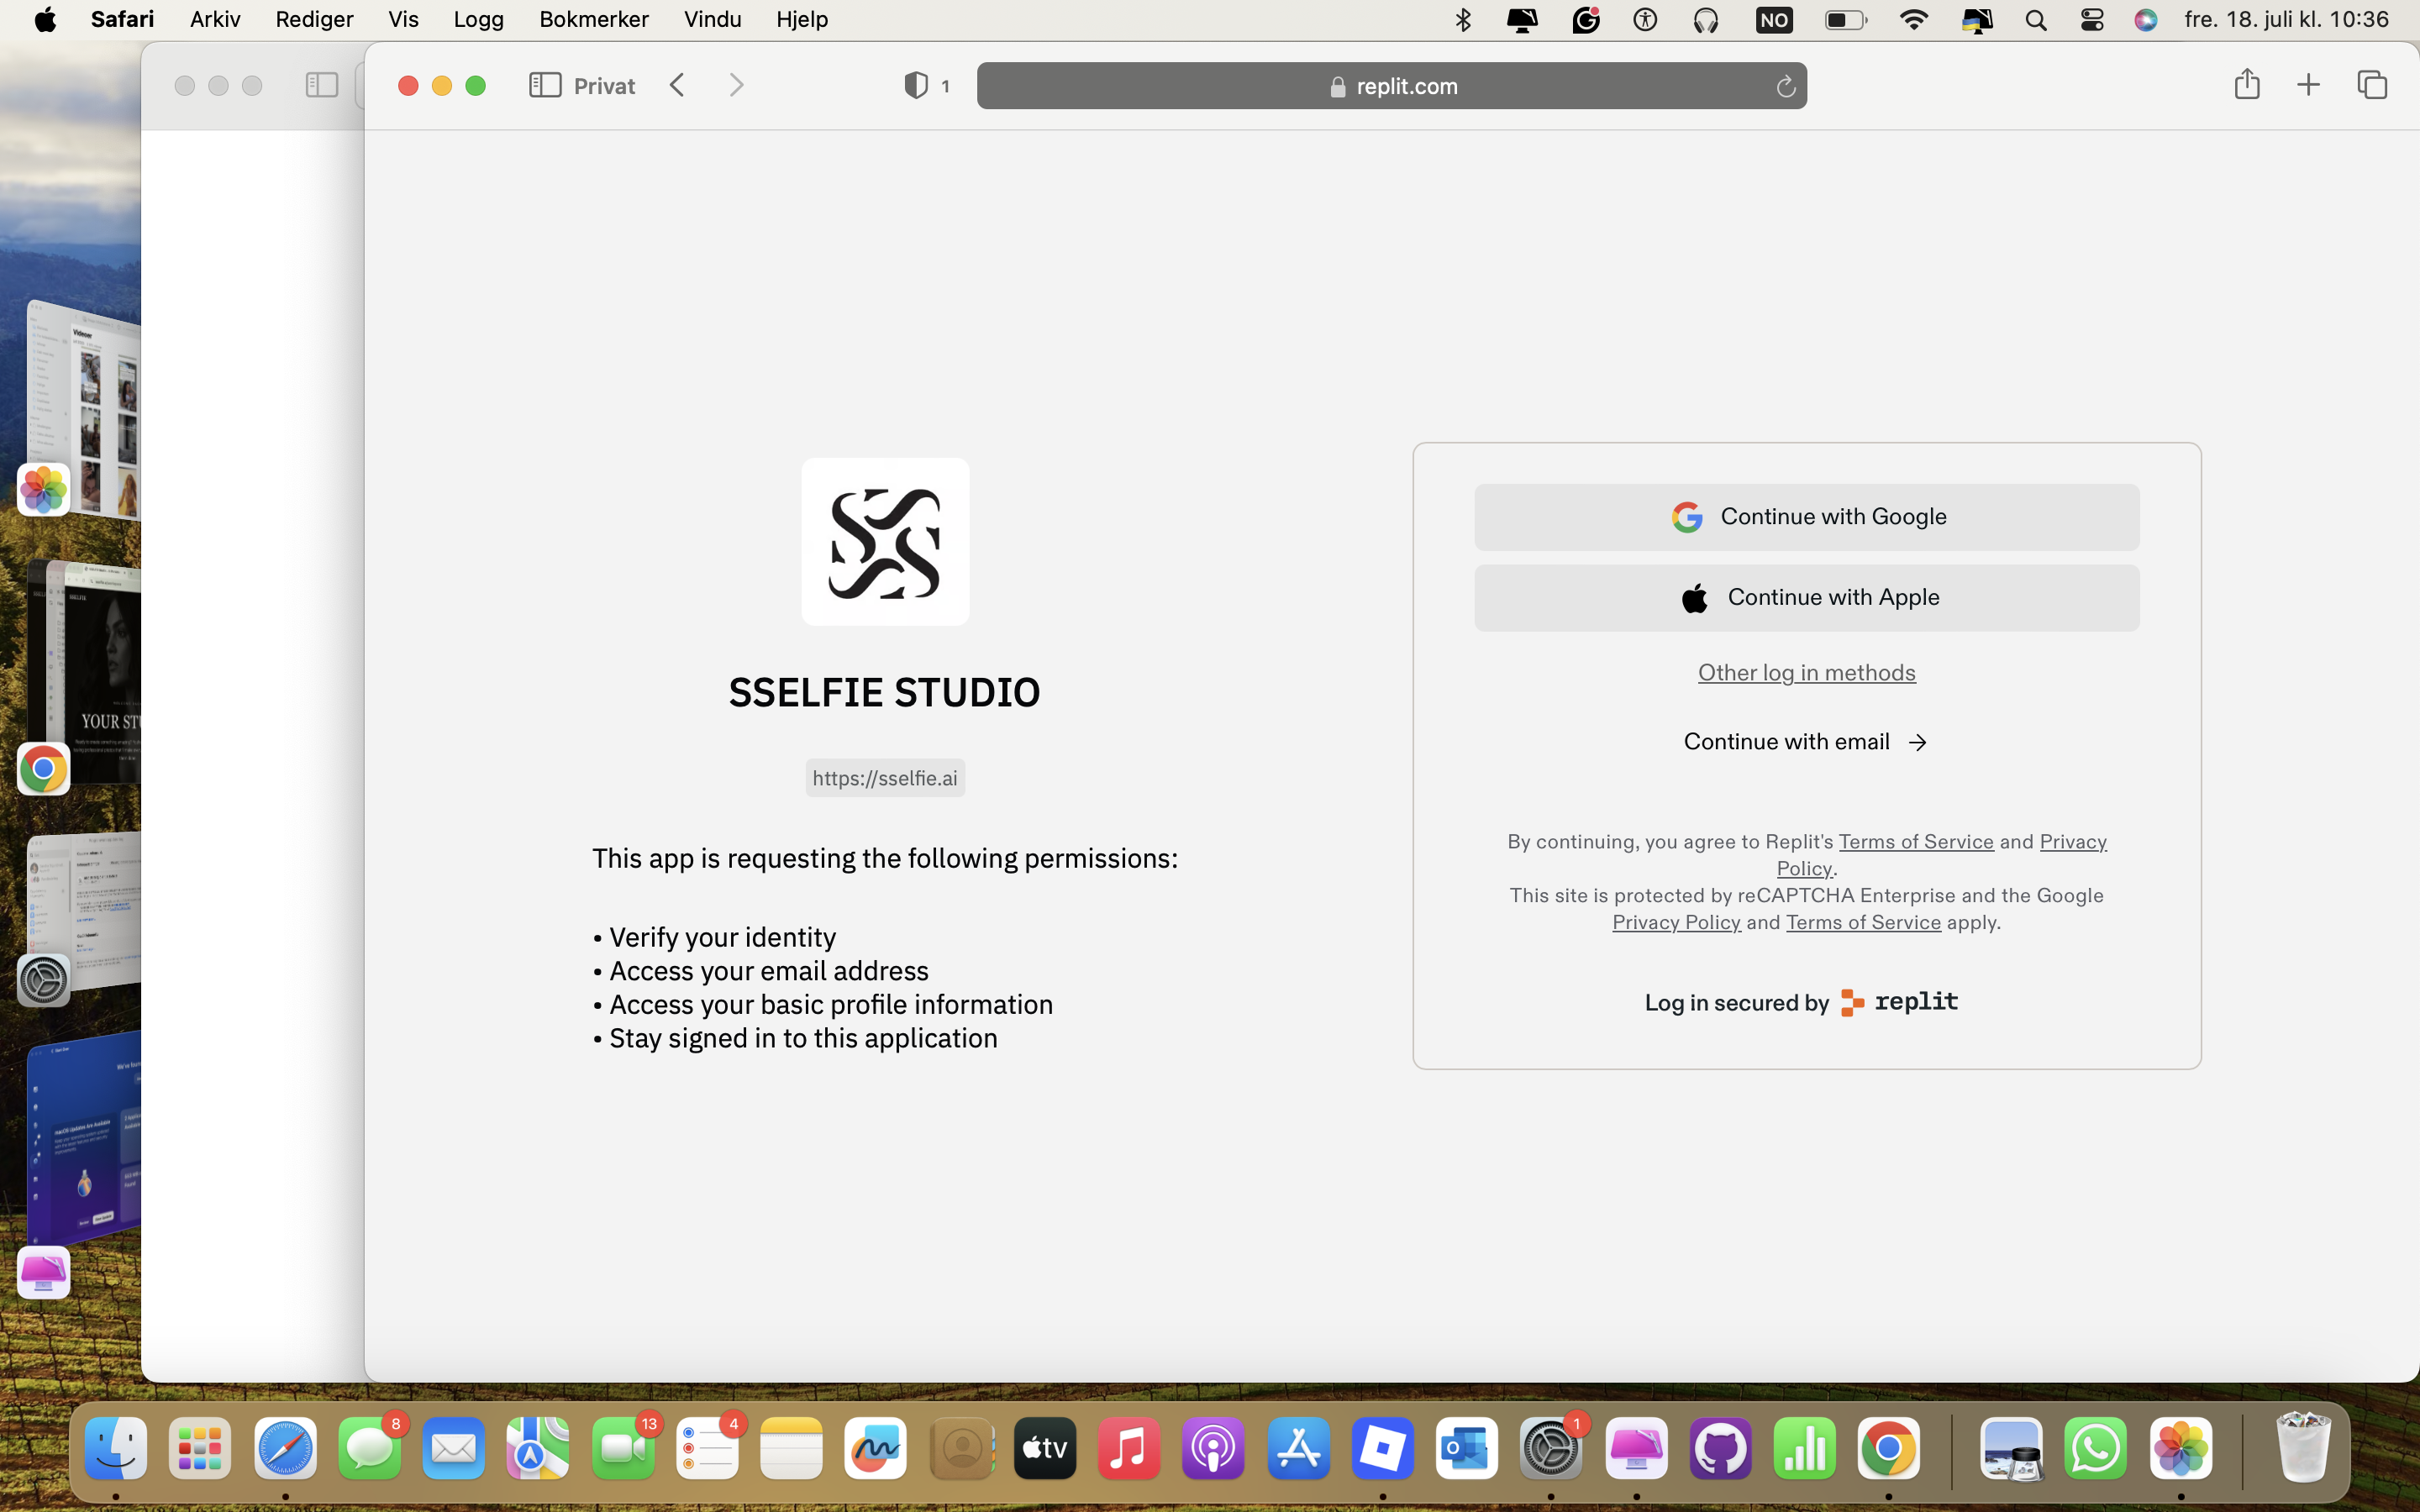 Safari Arkiv Rediger Vis Logg Bokmerker Vindu Hjelp NO fre. 18. juli kl. 10:36
Privat 1 replit.com
Videoer
SSELFIE STUDIO
https://sselfie.ai
This app is requesting the following permissions:
• Verify your identity
• Access your email address
• Access your basic profile information
• Stay signed in to this application
Continue with Google
Continue with Apple
Other log in methods
Continue with email →
By continuing, you agree to Replit's Terms of Service and Privacy
Policy.
This site is protected by reCAPTCHA Enterprise and the Google
Privacy Policy and Terms of Service apply.
Log in secured by replit
YOUR
8 13 4 tv 1